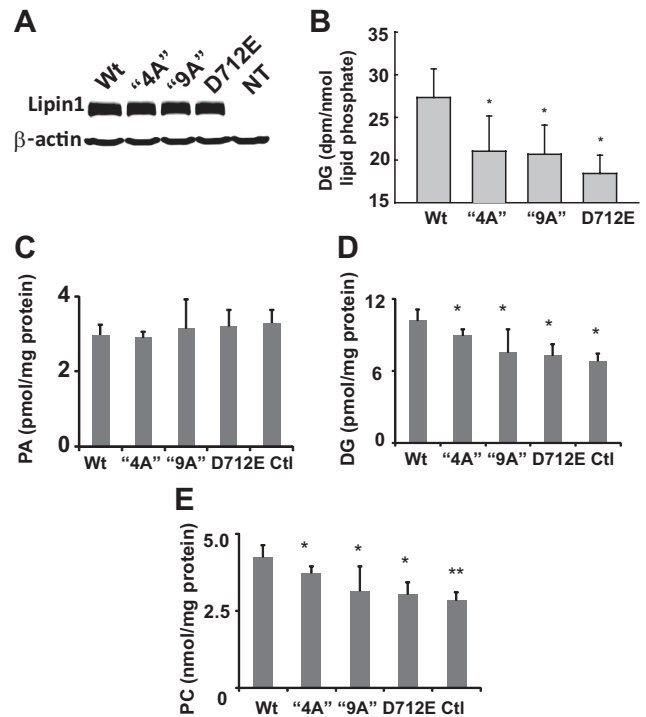 A
Wt "4A" "9A" D712E NT
Lipin1
β-actin
B
DG (dpm/nmol
lipid phosphate)
35
30
25
20
15
* * *
Wt "4A" "9A" D712E
C
PA (pmol/mg protein)
4
2
0
Wt "4A" "9A" D712E Ctl
D
DG (pmol/mg protein)
12
6
0
* * * *
Wt "4A" "9A" D712E Ctl
E
PC (nmol/mg protein)
5.0
2.5
0
* * * **
Wt "4A" "9A" D712E Ctl